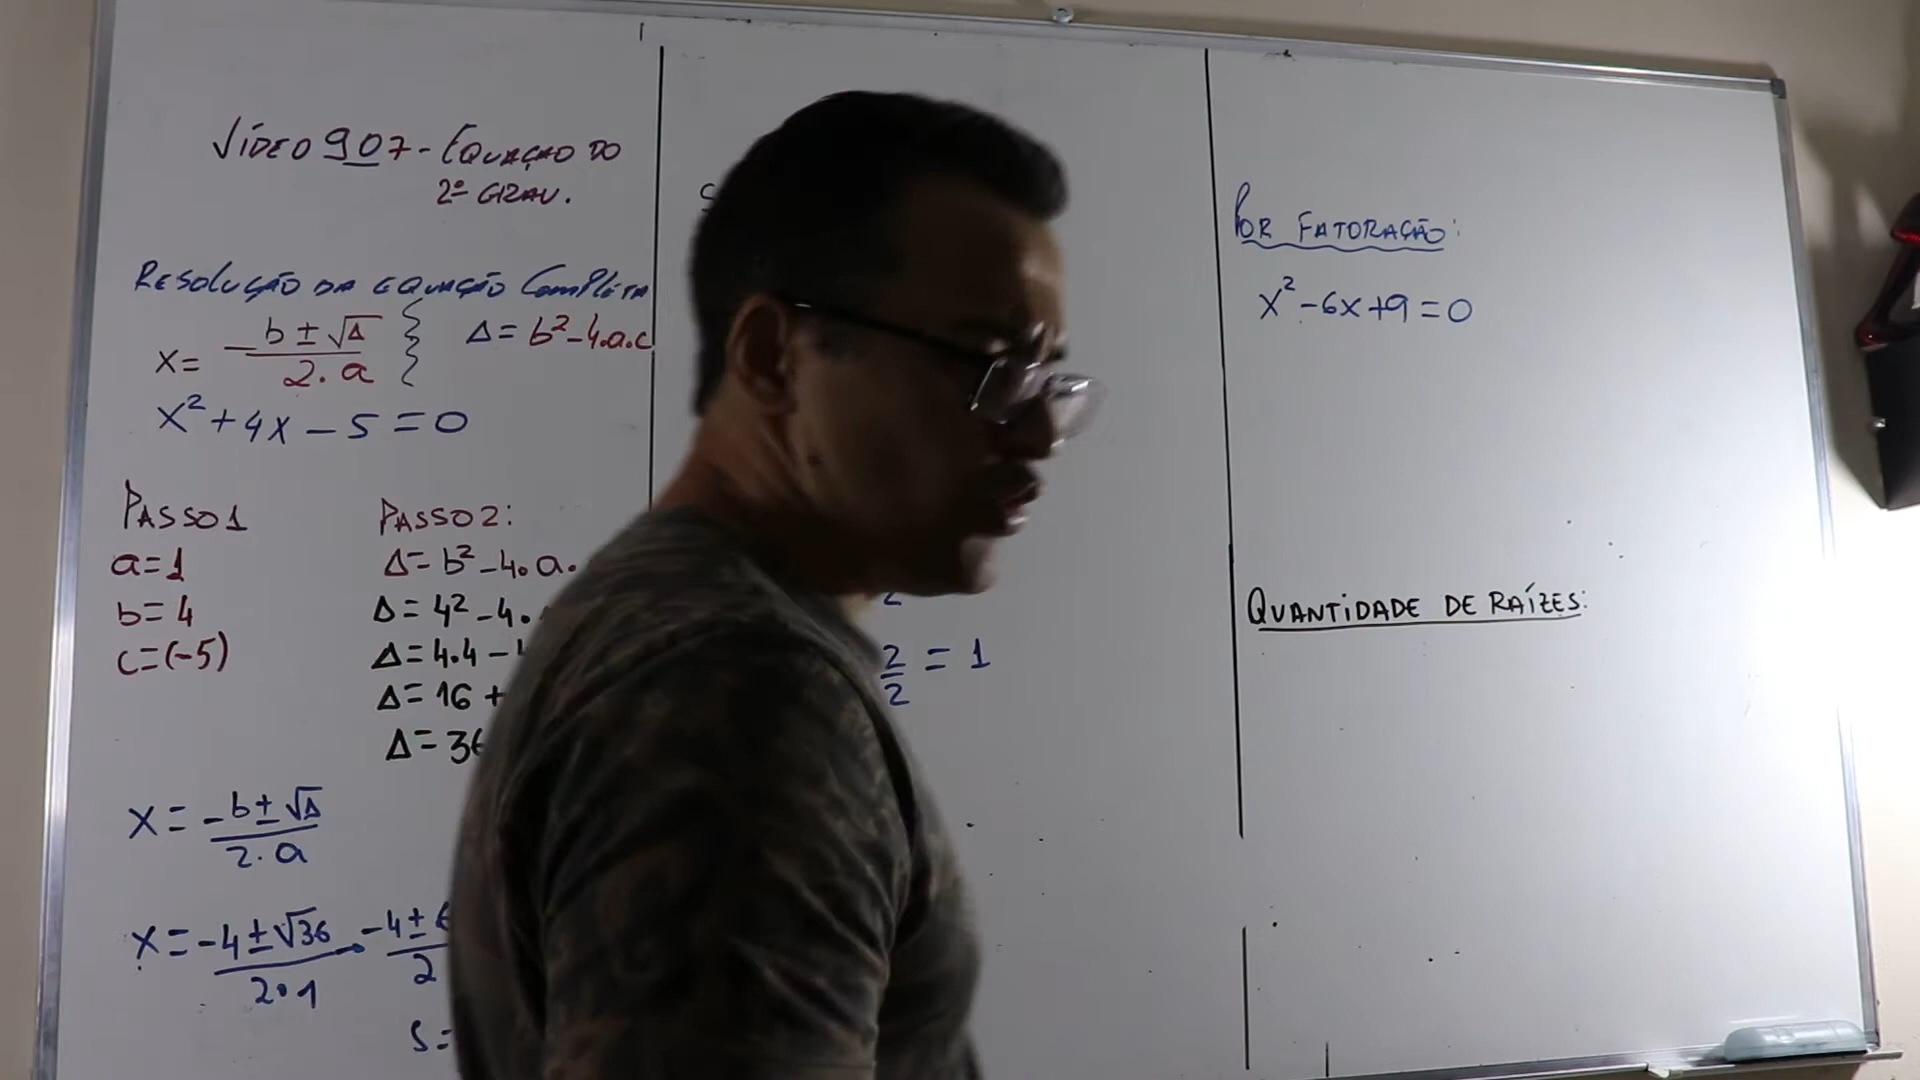 VÍDEO 907 - EQUAÇÃO DO
2º GRAU.
RESOLUÇÃO DA EQUAÇÃO COMPLETA
x = -b ± √Δ / 2.a { Δ = b² - 4.a.c
x² + 4x - 5 = 0
PASSO 1
a = 1
b = 4
c = (-5)
PASSO 2:
Δ = b² - 4.a.
Δ = 4² - 4.
Δ = 4.4 -
Δ = 16 +
Δ = 36
x = -b ± √Δ / 2.a
x = -4 ± √36 / 2.1 → -4 ± 6 / 2
S =
2
2/2 = 1
POR FATORAÇÃO:
x² - 6x + 9 = 0
QUANTIDADE DE RAÍZES: